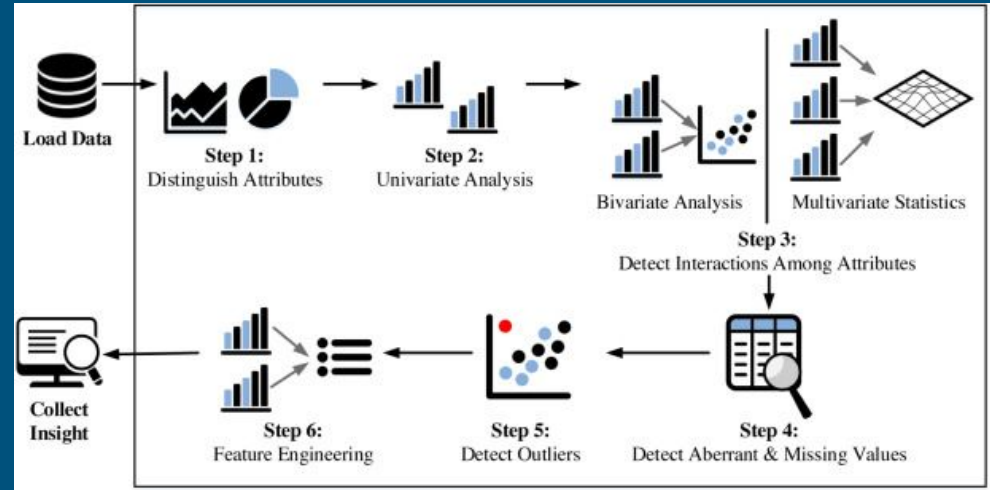 Load Data
Step 1:
Distinguish Attributes
Step 2:
Univariate Analysis
Bivariate Analysis
Multivariate Statistics
Step 3:
Detect Interactions Among Attributes
Step 4:
Detect Aberrant & Missing Values
Step 5:
Detect Outliers
Step 6:
Feature Engineering
Collect
Insight